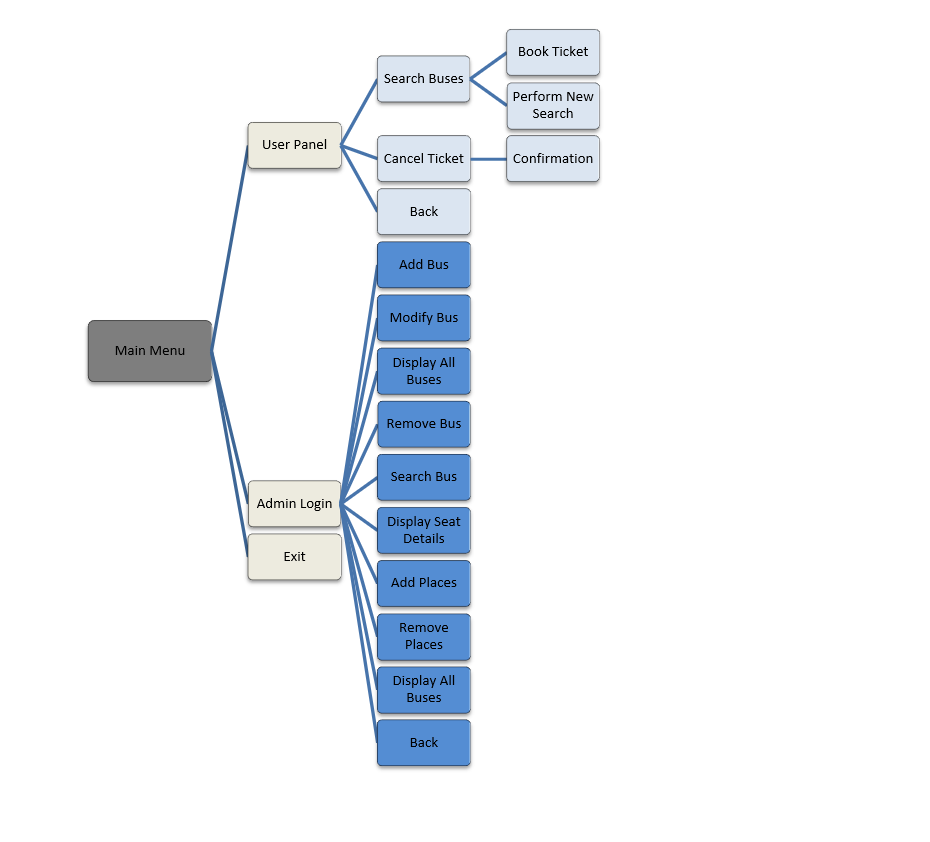 Book Ticket
Search Buses
Perform New
Search
User Panel
Cancel Ticket
Confirmation
Back
Add Bus
Modify Bus
Main Menu
Display All
Buses
Remove Bus
Search Bus
Admin Login
Display Seat
Details
Exit
Add Places
Remove
Places
Display All
Buses
Back